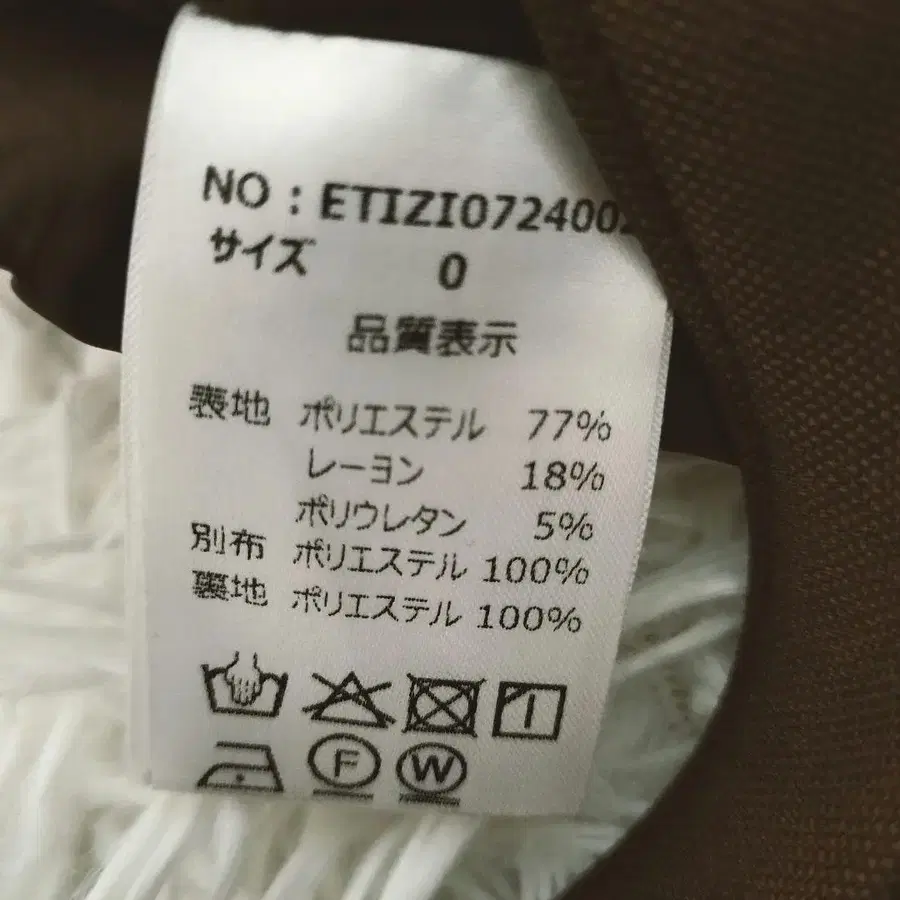 NO : ETIZI072400
サイズ 0
品質表示
表地 ポリエステル 77%
レーヨン 18%
ポリウレタン 5%
別布 ポリエステル 100%
裏地 ポリエステル 100%
F W